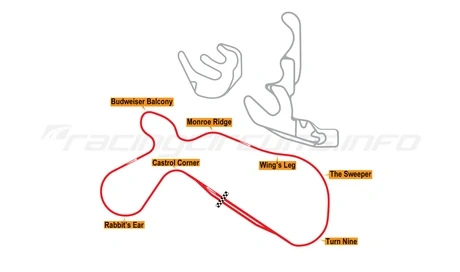 Budweiser Balcony
Monroe Ridge
racingcircuits.info
Castrol Corner
Wing's Leg
The Sweeper
Rabbit's Ear
Turn Nine